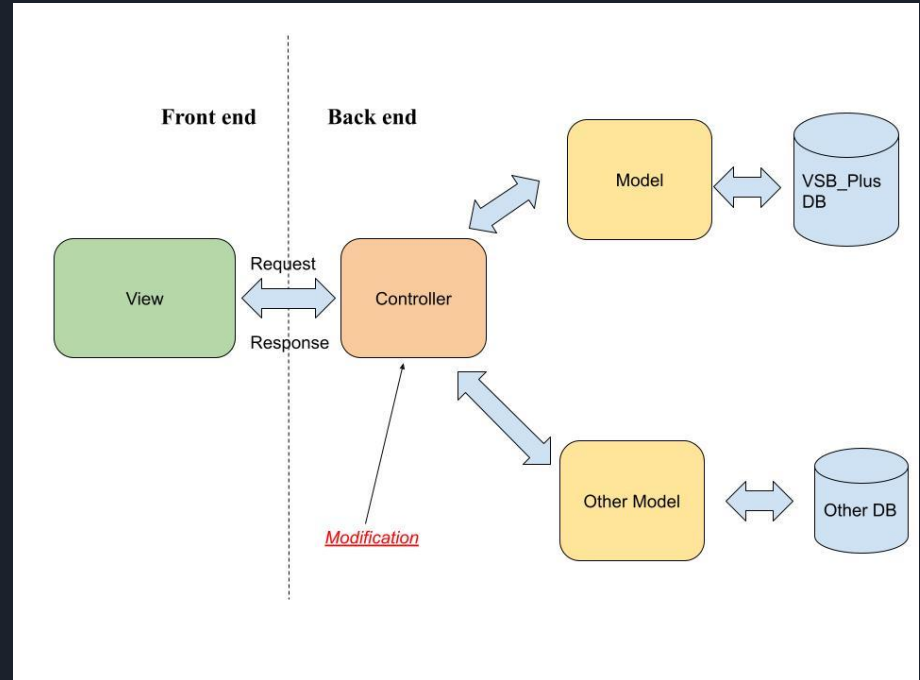 Front end
Back end
Model
VSB_Plus
DB
Request
View
Controller
Response
Other Model
Other DB
Modification